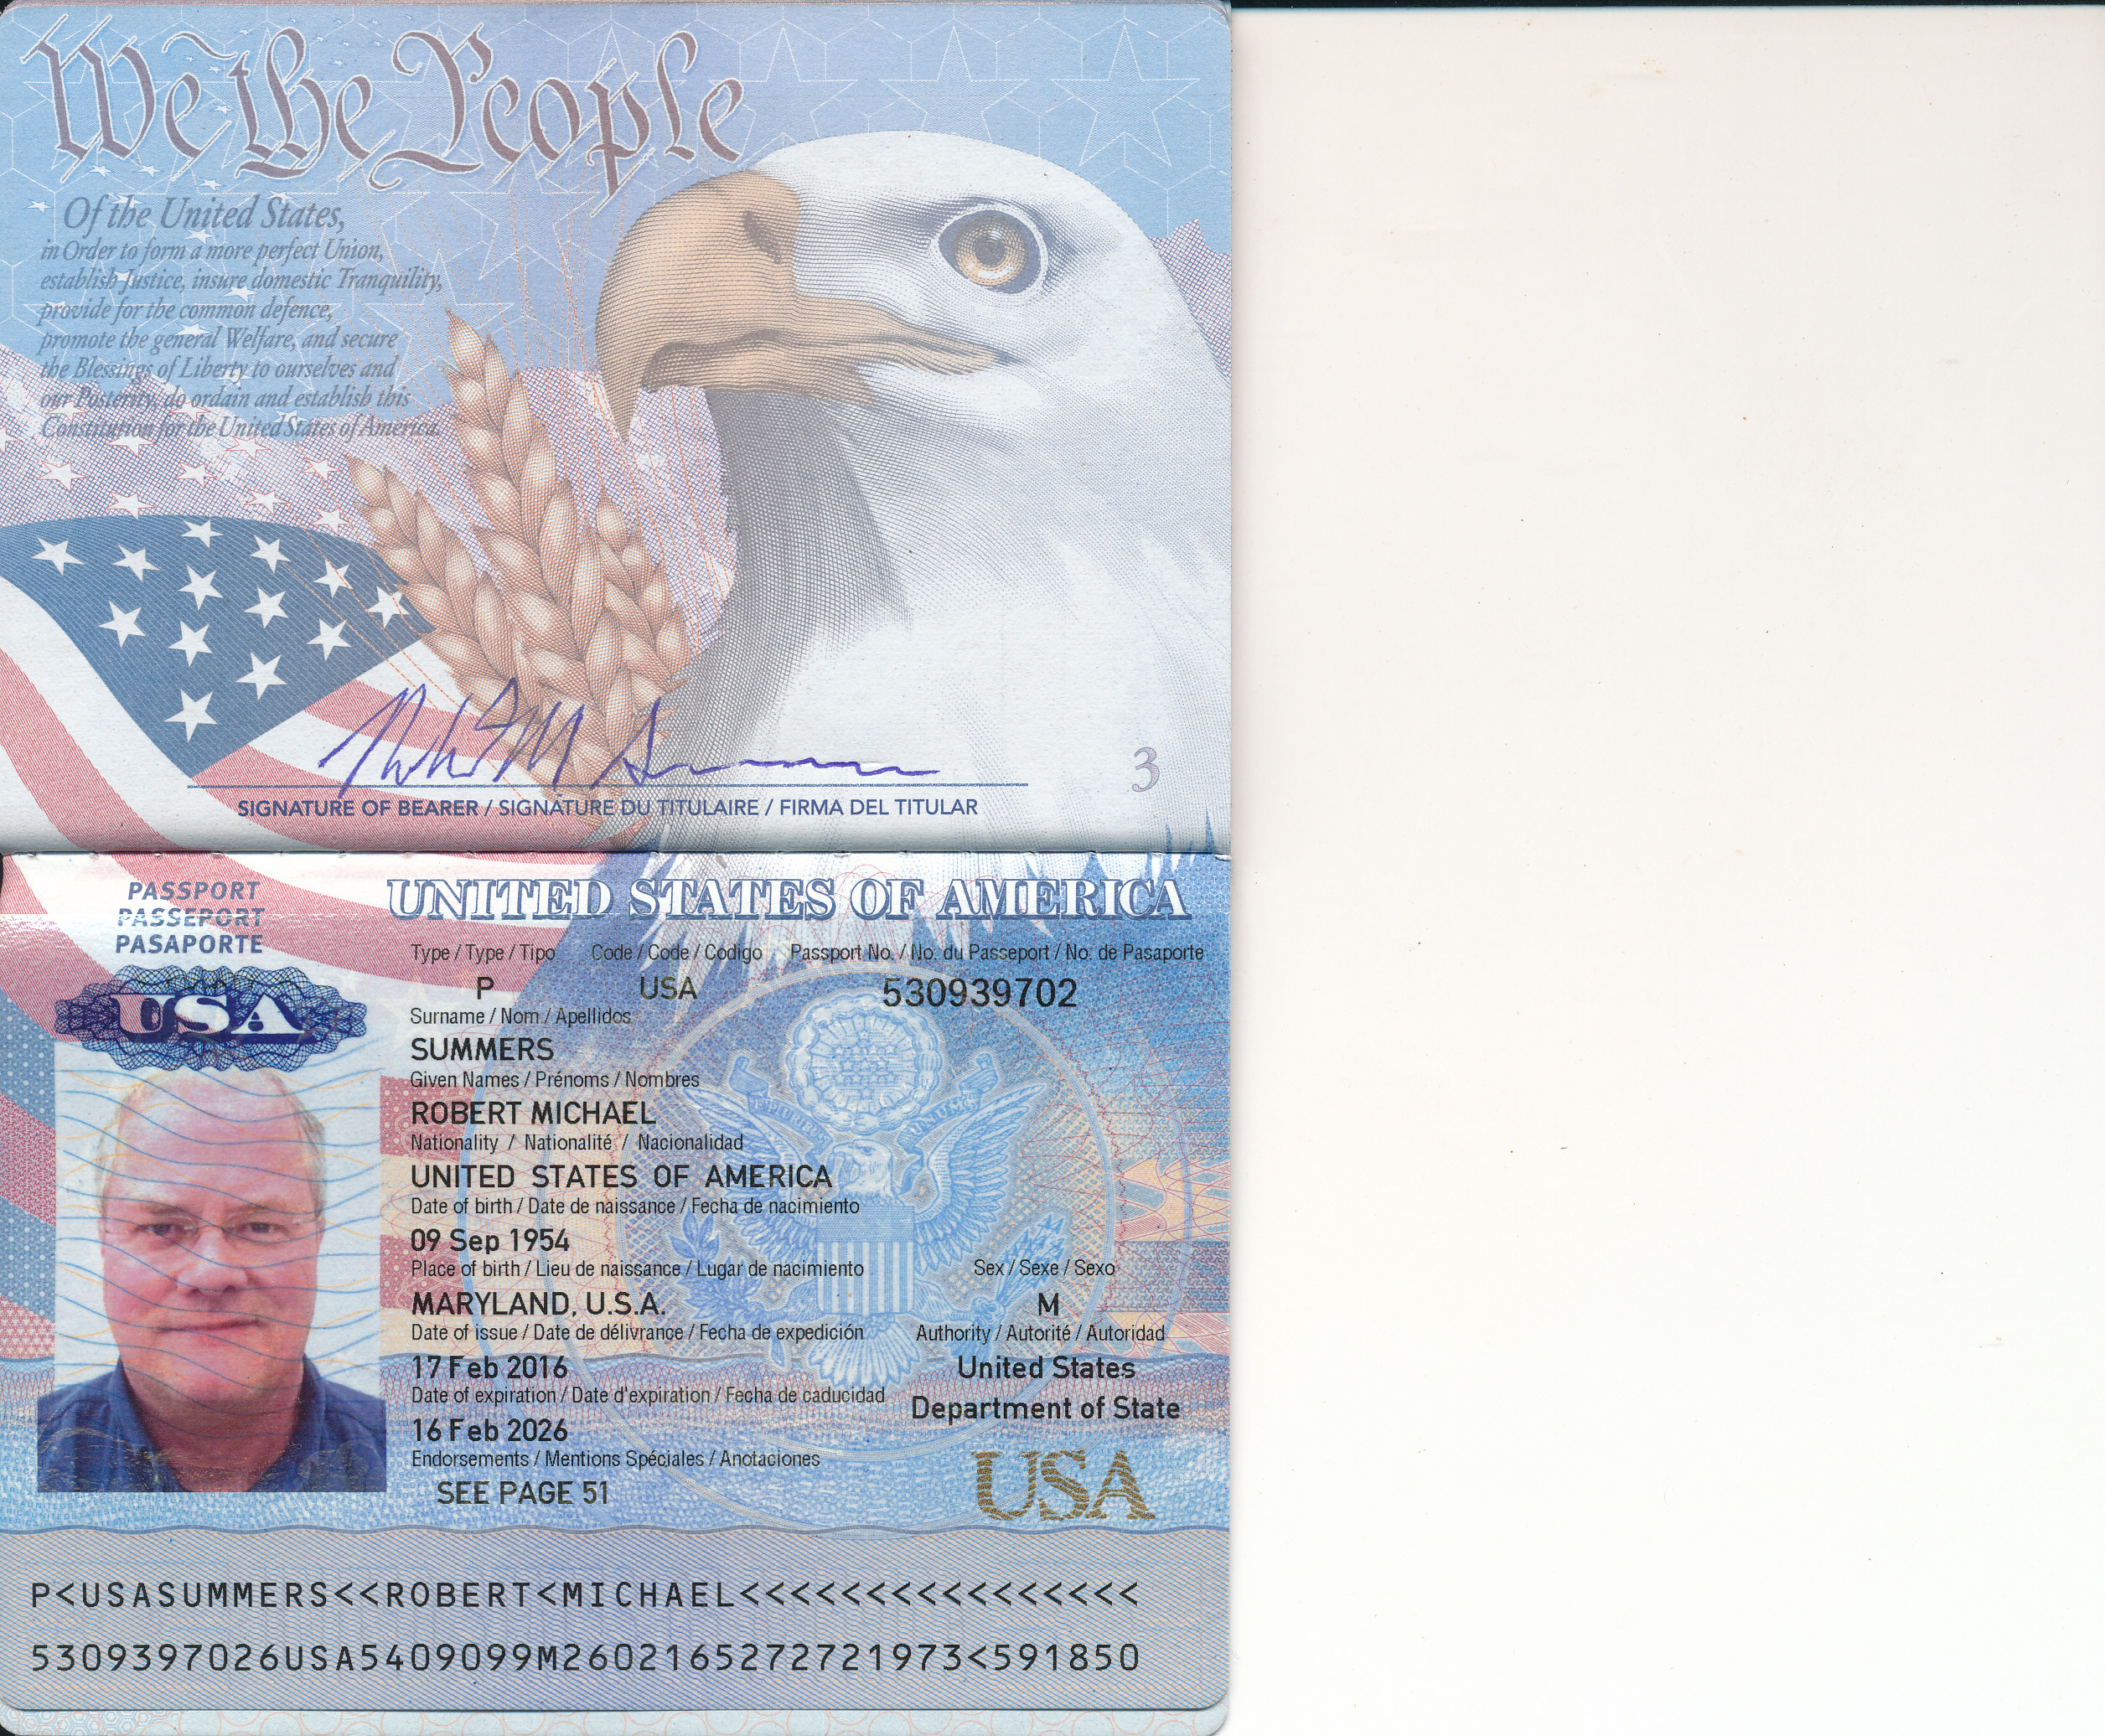 We the People
Of the United States,
in Order to form a more perfect Union,
establish Justice, insure domestic Tranquility,
provide for the common defence,
promote the general Welfare, and secure
the Blessings of Liberty to ourselves and
our Posterity, do ordain and establish this
Constitution for the United States of America.
3
SIGNATURE OF BEARER / SIGNATURE DU TITULAIRE / FIRMA DEL TITULAR
PASSPORT
PASSEPORT
PASAPORTE
USA
UNITED STATES OF AMERICA
Type / Type / Tipo Code / Code / Codigo Passport No. / No. du Passeport / No. de Pasaporte
P USA 530939702
Surname / Nom / Apellidos
SUMMERS
Given Names / Prénoms / Nombres
ROBERT MICHAEL
Nationality / Nationalité / Nacionalidad
UNITED STATES OF AMERICA
Date of birth / Date de naissance / Fecha de nacimiento
09 Sep 1954
Place of birth / Lieu de naissance / Lugar de nacimiento Sex / Sexe / Sexo
MARYLAND, U.S.A. M
Date of issue / Date de délivrance / Fecha de expedición Authority / Autorité / Autoridad
17 Feb 2016 United States
Date of expiration / Date d'expiration / Fecha de caducidad Department of State
16 Feb 2026
Endorsements / Mentions Spéciales / Anotaciones
SEE PAGE 51
USA
P<USASUMMERS<<ROBERT<MICHAEL<<<<<<<<<<<<<<<<
5309397026USA5409099M2602165272721973<591850